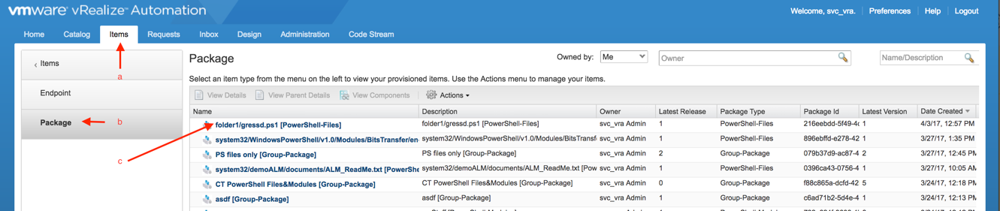 vmware vRealize™ Automation
Welcome, svc_vra. Preferences Help Logout
Home Catalog Items Requests Inbox Design Administration Code Stream
Items
a
Endpoint
Package
b
c
Package
Owned by: Me Owner Name/Description
Select an item type from the menu on the left to view your provisioned items. Use the Actions menu to manage your items.
View Details View Parent Details View Components Actions
Name Description Owner Latest Release Package Type Package Id Latest Version Date Created
folder1/gressd.ps1 [PowerShell-Files] folder1/gressd.ps1 [PowerShell-Files] svc_vra Admin 1 PowerShell-Files 216eebdd-5f49-4c 1 4/3/17, 12:57 PM
system32/WindowsPowerShell/v1.0/Modules/BitsTransfer/en- system32/WindowsPowerShell/v1.0/Modules/BitsTransf svc_vra Admin 1 PowerShell-Files 896ebffd-e278-42 1 3/27/17, 1:35 PM
PS files only [Group-Package] PS files only [Group-Package] svc_vra Admin 2 Group-Package 079b37d9-ac87-4 2 3/27/17, 12:45 PM
system32/demoALM/documents/ALM_ReadMe.txt [PowerShe system32/demoALM/documents/ALM_ReadMe.txt [Pow svc_vra Admin 1 PowerShell-Files 0396ca43-0756-4 1 3/27/17, 10:05 AM
CT PowerShell Files&Modules [Group-Package] CT PowerShell Files&Modules [Group-Package] svc_vra Admin 0 Group-Package f88c865a-dcfd-42 5 3/24/17, 12:18 PM
asdf [Group-Package] asdf [Group-Package] svc_vra Admin 1 Group-Package c6ad71b2-5d4e-4 1 3/24/17, 12:13 PM